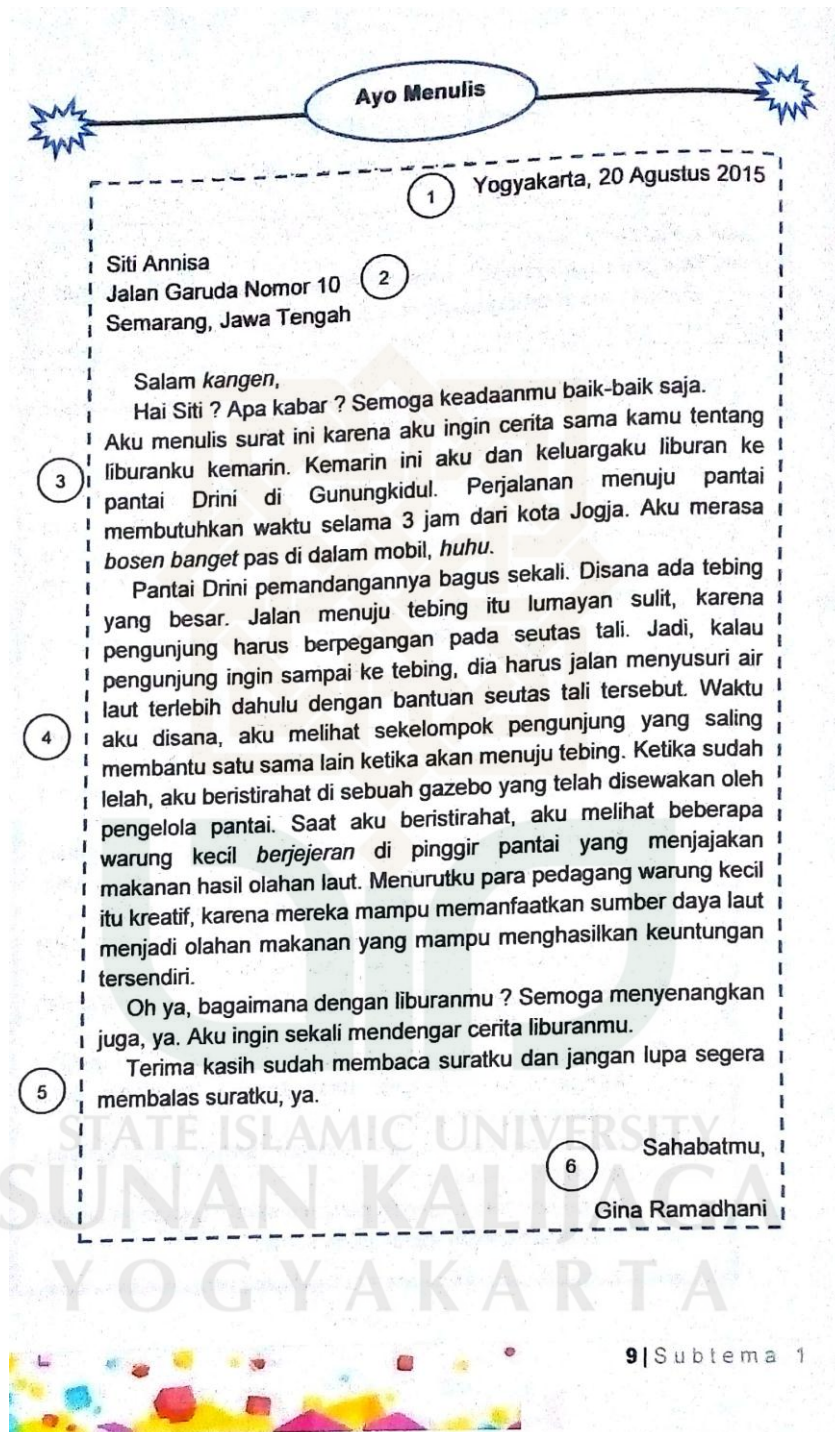 Ayo Menulis
1 Yogyakarta, 20 Agustus 2015
Siti Annisa
Jalan Garuda Nomor 10 2
Semarang, Jawa Tengah
Salam kangen,
Hai Siti ? Apa kabar ? Semoga keadaanmu baik-baik saja.
Aku menulis surat ini karena aku ingin cerita sama kamu tentang
3 liburanku kemarin. Kemarin ini aku dan keluargaku liburan ke
pantai Drini di Gunungkidul. Perjalanan menuju pantai
membutuhkan waktu selama 3 jam dari kota Jogja. Aku merasa
bosen banget pas di dalam mobil, huhu.
Pantai Drini pemandangannya bagus sekali. Disana ada tebing
yang besar. Jalan menuju tebing itu lumayan sulit, karena
pengunjung harus berpegangan pada seutas tali. Jadi, kalau
pengunjung ingin sampai ke tebing, dia harus jalan menyusuri air
laut terlebih dahulu dengan bantuan seutas tali tersebut. Waktu
4 aku disana, aku melihat sekelompok pengunjung yang saling
membantu satu sama lain ketika akan menuju tebing. Ketika sudah
lelah, aku beristirahat di sebuah gazebo yang telah disewakan oleh
pengelola pantai. Saat aku beristirahat, aku melihat beberapa
warung kecil berjejeran di pinggir pantai yang menjajakan
makanan hasil olahan laut. Menurutku para pedagang warung kecil
itu kreatif, karena mereka mampu memanfaatkan sumber daya laut
menjadi olahan makanan yang mampu menghasilkan keuntungan
tersendiri.
Oh ya, bagaimana dengan liburanmu ? Semoga menyenangkan
juga, ya. Aku ingin sekali mendengar cerita liburanmu.
Terima kasih sudah membaca suratku dan jangan lupa segera
5 membalas suratku, ya.
STATE ISLAMIC UNIVERSITY
6 Sahabatmu,
SUNAN KALIJAGA
Gina Ramadhani
YOGYAKARTA
9|Subtema 1